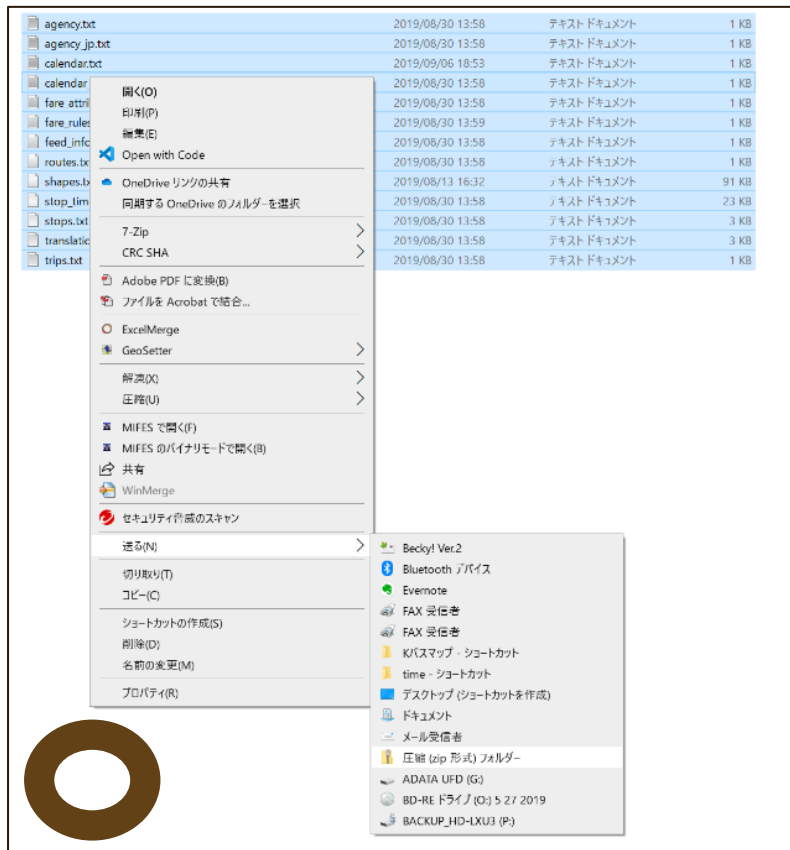 agency.txt 2019/08/30 13:58 テキスト ドキュメント 1 KB
agency_jp.txt 2019/08/30 13:58 テキスト ドキュメント 1 KB
calendar.txt 2019/09/06 18:53 テキスト ドキュメント 1 KB
calendar 2019/08/30 13:58 テキスト ドキュメント 1 KB
fare_attri 2019/08/30 13:58 テキスト ドキュメント 1 KB
fare_rules 2019/08/30 13:59 テキスト ドキュメント 1 KB
feed_info 2019/08/30 13:58 テキスト ドキュメント 1 KB
routes.tx 2019/08/30 13:58 テキスト ドキュメント 1 KB
shapes.tx 2019/08/13 16:32 テキスト ドキュメント 91 KB
stop_tim 2019/08/30 13:58 テキスト ドキュメント 23 KB
stops.txt 2019/08/30 13:58 テキスト ドキュメント 3 KB
translatic 2019/08/30 13:58 テキスト ドキュメント 3 KB
trips.txt 2019/08/30 13:58 テキスト ドキュメント 1 KB
開く(O)
印刷(P)
編集(E)
Open with Code
OneDrive リンクの共有
同期する OneDrive のフォルダーを選択
7-Zip
CRC SHA
Adobe PDF に変換(B)
ファイルを Acrobat で結合...
ExcelMerge
GeoSetter
解凍(X)
圧縮(U)
MIFES で開く(F)
MIFES のバイナリモードで開く(B)
共有
WinMerge
セキュリティ脅威のスキャン
送る(N)
切り取り(T)
コピー(C)
ショートカットの作成(S)
削除(D)
名前の変更(M)
プロパティ(R)
Becky! Ver.2
Bluetooth デバイス
Evernote
FAX 受信者
FAX 受信者
Kバスマップ - ショートカット
time - ショートカット
デスクトップ (ショートカットを作成)
ドキュメント
メール受信者
圧縮 (zip 形式) フォルダー
ADATA UFD (G:)
BD-RE ドライブ (O:) 5 27 2019
BACKUP_HD-LXU3 (P:)